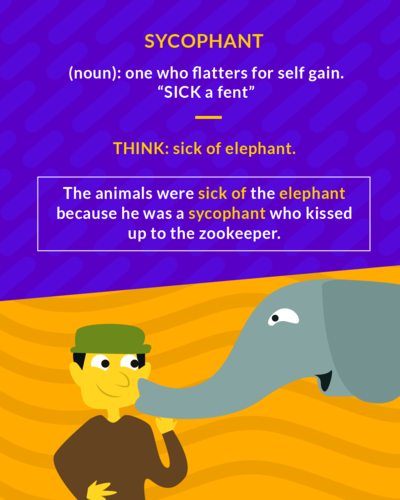 SYCOPHANT
(noun): one who flatters for self gain.
“SICK a fent”
THINK: sick of elephant.
The animals were sick of the elephant
because he was a sycophant who kissed
up to the zookeeper.